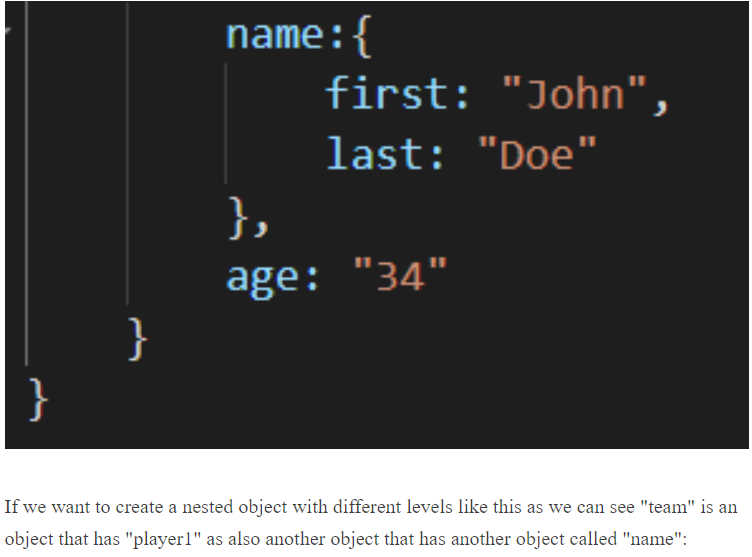 name:{
first: "John",
last: "Doe"
},
age: "34"
}
}
If we want to create a nested object with different levels like this as we can see "team" is an
object that has "player1" as also another object that has another object called "name":